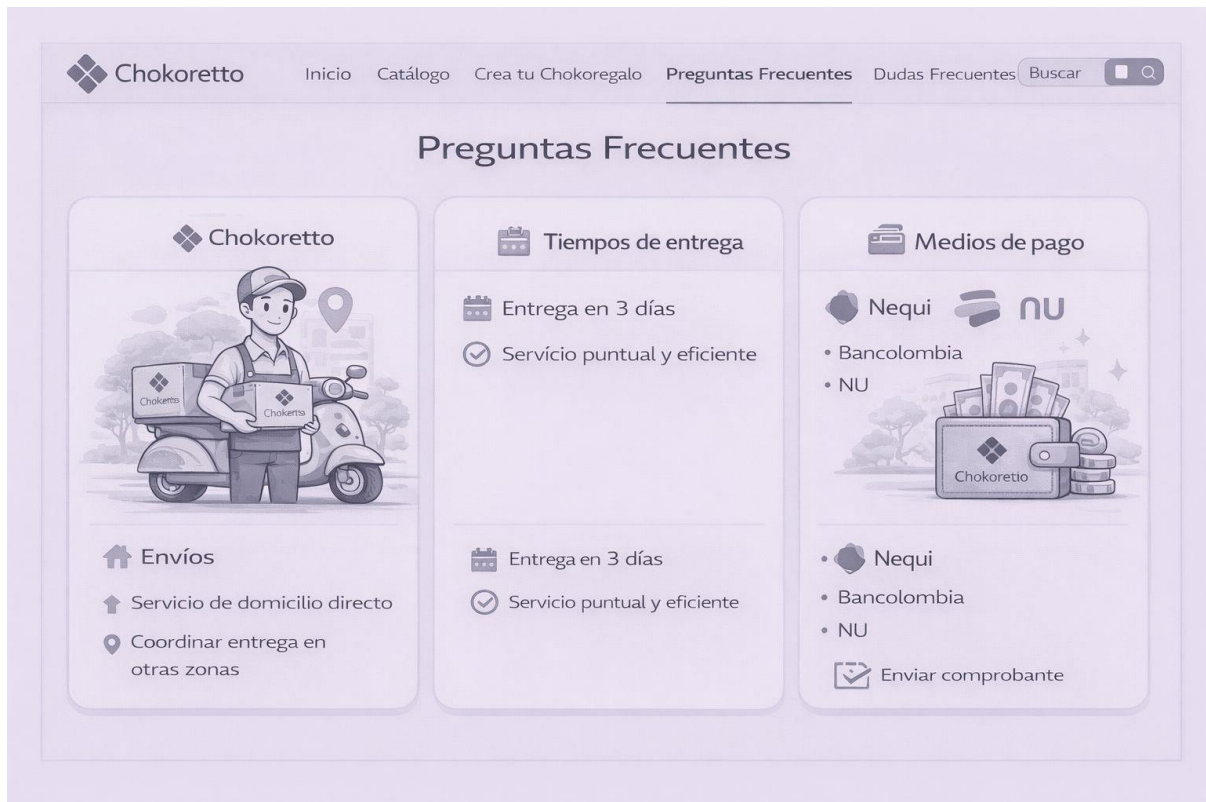 Chokoretto Inicio Catálogo Crea tu Chokoregalo Preguntas Frecuentes Dudas Frecuentes Buscar
Preguntas Frecuentes
Chokoretto
Envíos
Servicio de domicilio directo
Coordinar entrega en
otras zonas
Tiempos de entrega
Entrega en 3 días
Servício puntual y eficiente
Entrega en 3 días
Servicio puntual y eficiente
Medios de pago
Nequi nu
• Bancolombia
• NU
Chokoretio
• Nequi
• Bancolombia
• NU
Enviar comprobante